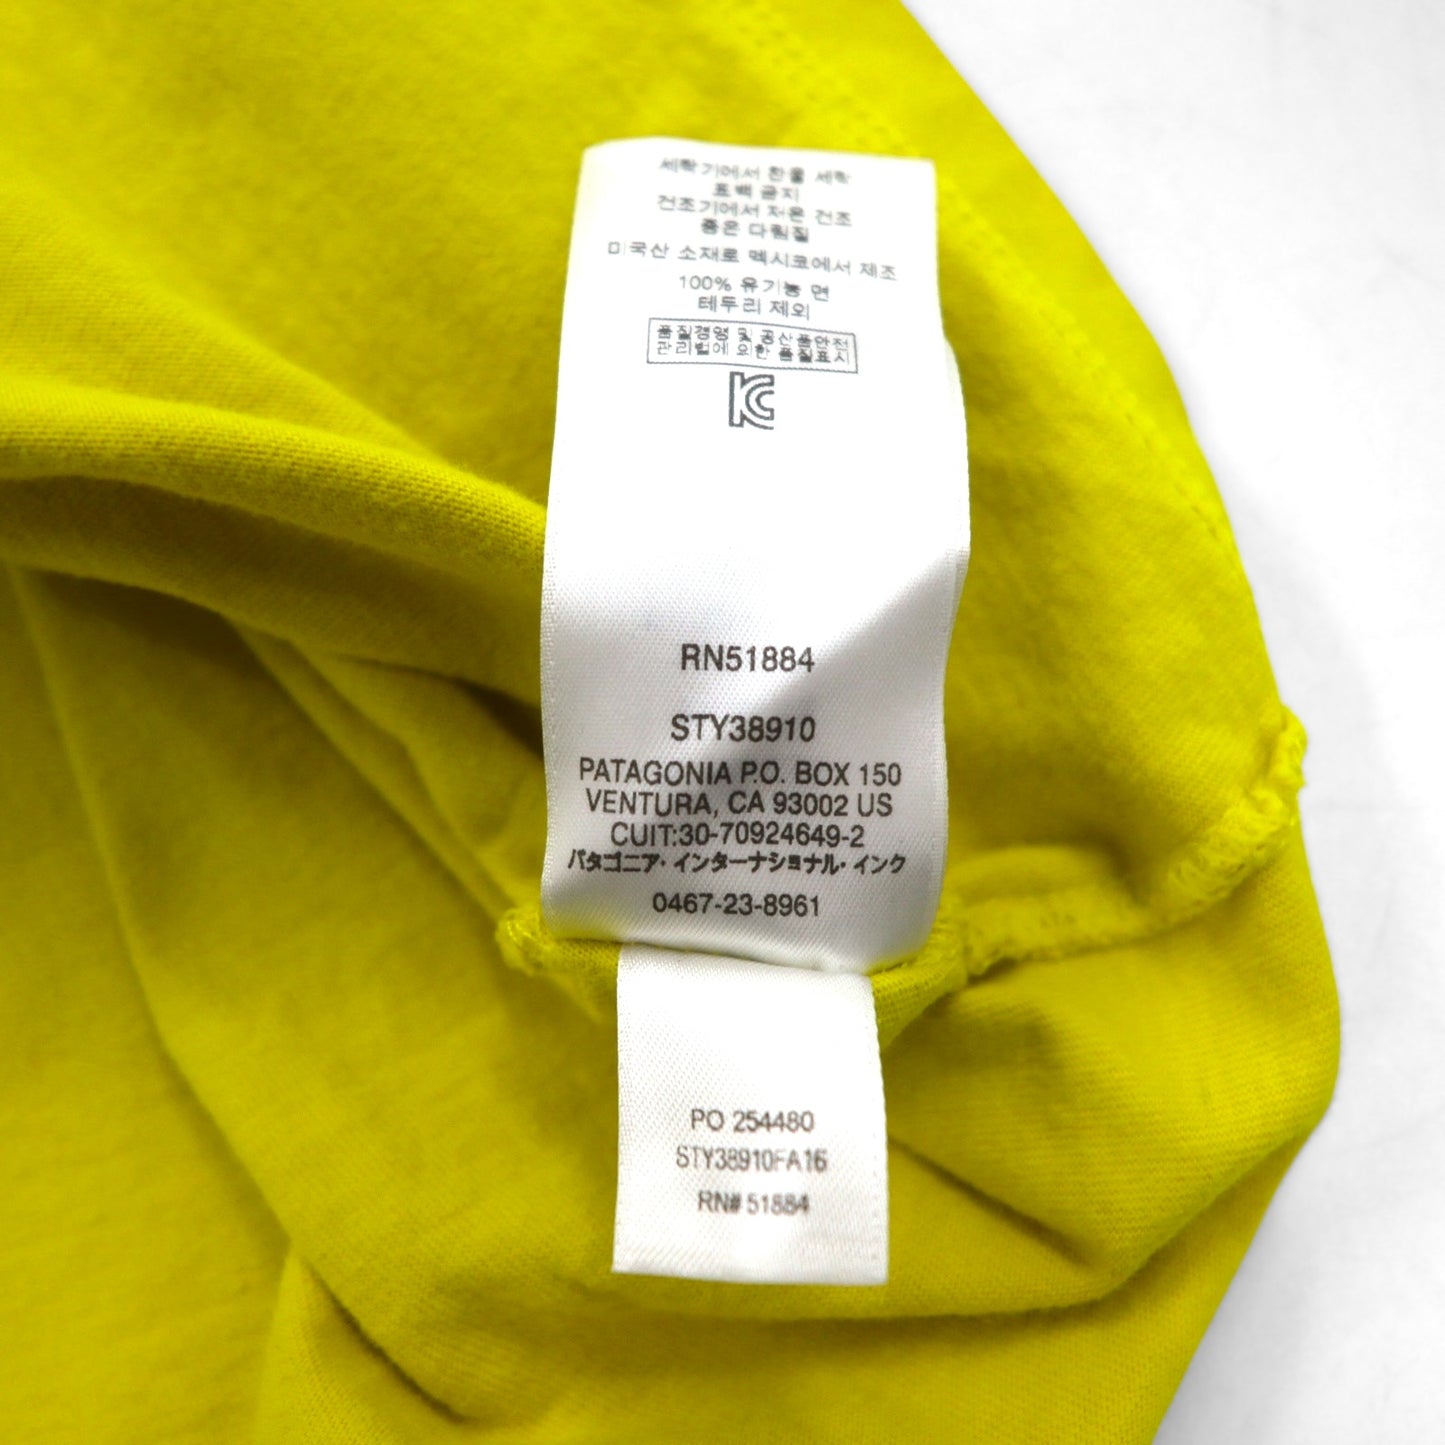 세탁기에서 찬물 세탁
표백 금지
건조기에서 저온 건조
좋은 다림질
미국산 소재로 멕시코에서 제조
100% 유기농 면
테두리 제외
품질경영 및 공산품안전
관리법에 의한 품질표시
RN51884
STY38910
PATAGONIA P.O. BOX 150
VENTURA, CA 93002 US
CUIT:30-70924649-2
パタゴニア・インターナショナル・インク
0467-23-8961
PO 254480
STY38910FA16
RN# 51884